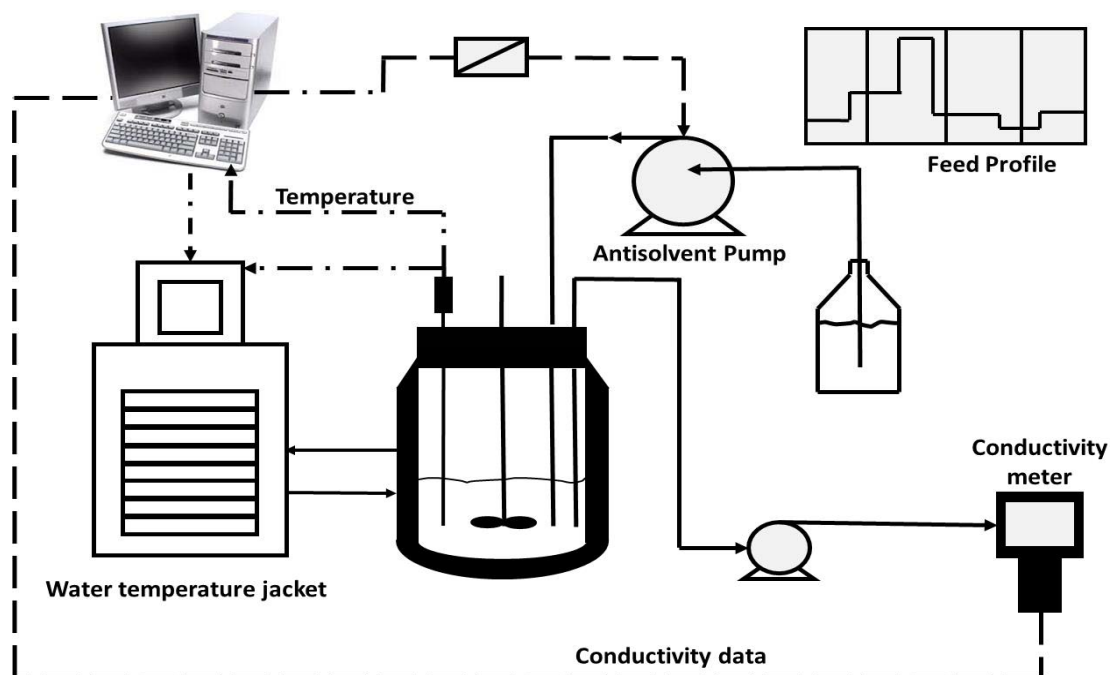 Feed Profile
Temperature
Antisolvent Pump
Conductivity
meter
Water temperature jacket
Conductivity data